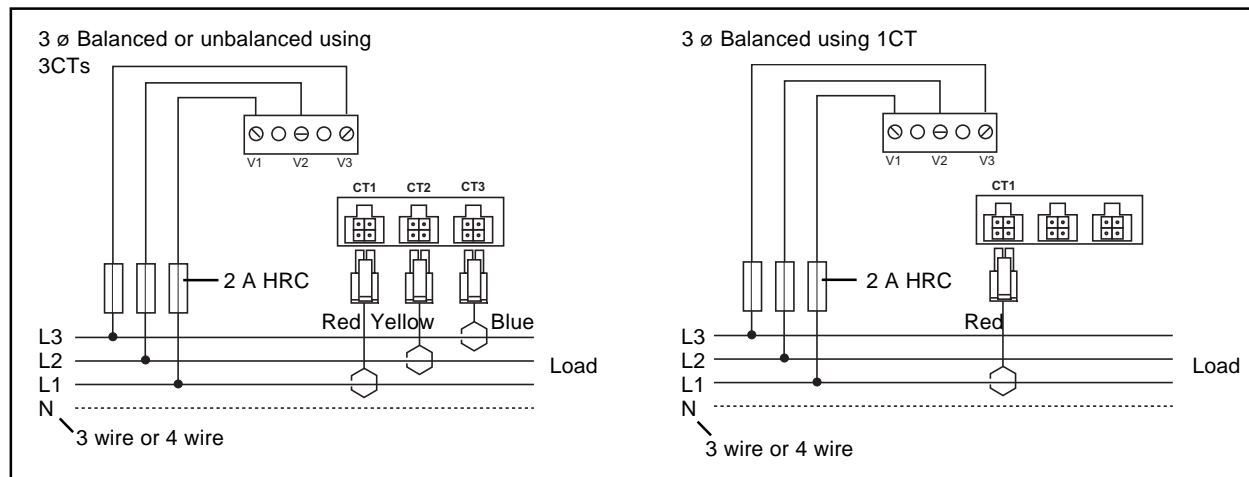 3 ø Balanced or unbalanced using
3CTs
V1 V2 V3
CT1 CT2 CT3
2 A HRC
Red Yellow Blue
L3
L2
L1
N
Load
3 wire or 4 wire
3 ø Balanced using 1CT
V1 V2 V3
CT1
2 A HRC
Red
L3
L2
L1
N
Load
3 wire or 4 wire